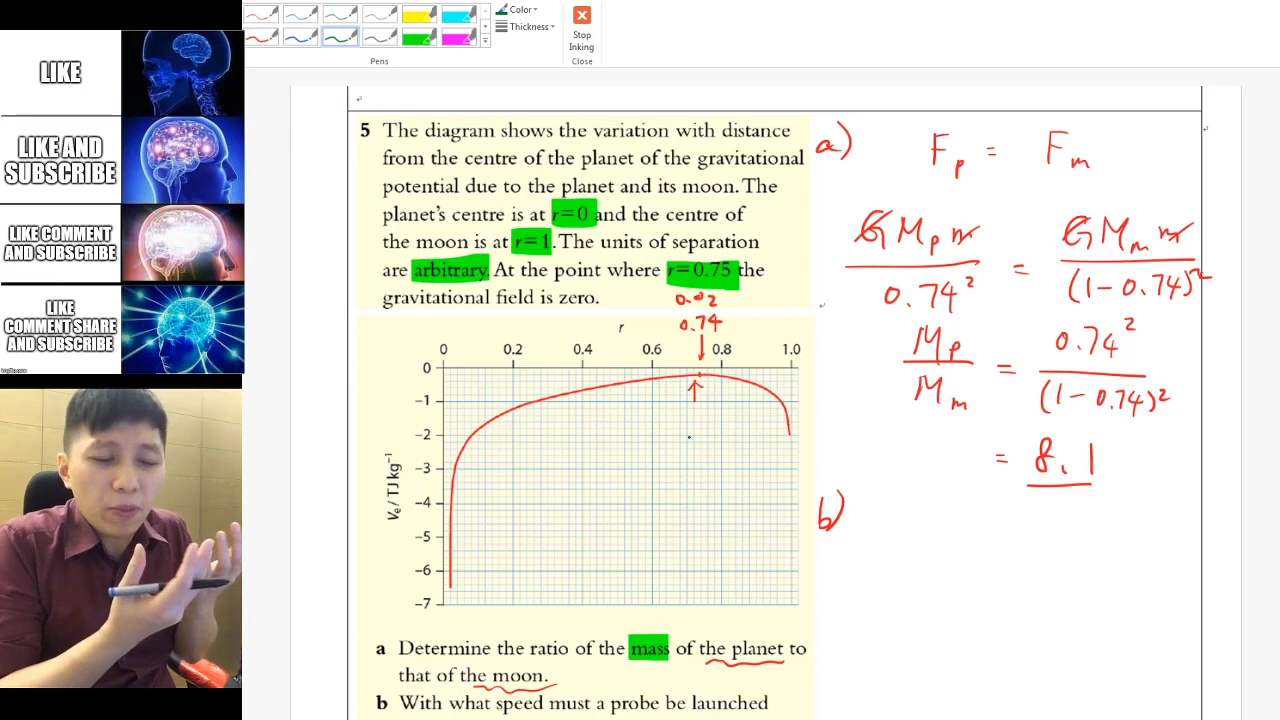 Color
Thickness
Stop
Inking
Pens
Close
LIKE
LIKE AND
SUBSCRIBE
LIKE COMMENT
AND SUBSCRIBE
LIKE
COMMENT SHARE
AND SUBSCRIBE
5 The diagram shows the variation with distance
from the centre of the planet of the gravitational
potential due to the planet and its moon. The
planet's centre is at r=0 and the centre of
the moon is at r=1. The units of separation
are arbitrary. At the point where r=0.75 the
gravitational field is zero.
0.02
0.74
r
0 0.2 0.4 0.6 0.8 1.0
0
−1
−2
−3
−4
−5
−6
−7
Vₑ/TJkg⁻¹
a Determine the ratio of the mass of the planet to
that of the moon.
b With what speed must a probe be launched
a) Fp = Fm
GMpm / 0.74² = GMmm / (1-0.74)²
Mp / Mm = 0.74² / (1-0.74)²
= 8.1
b)